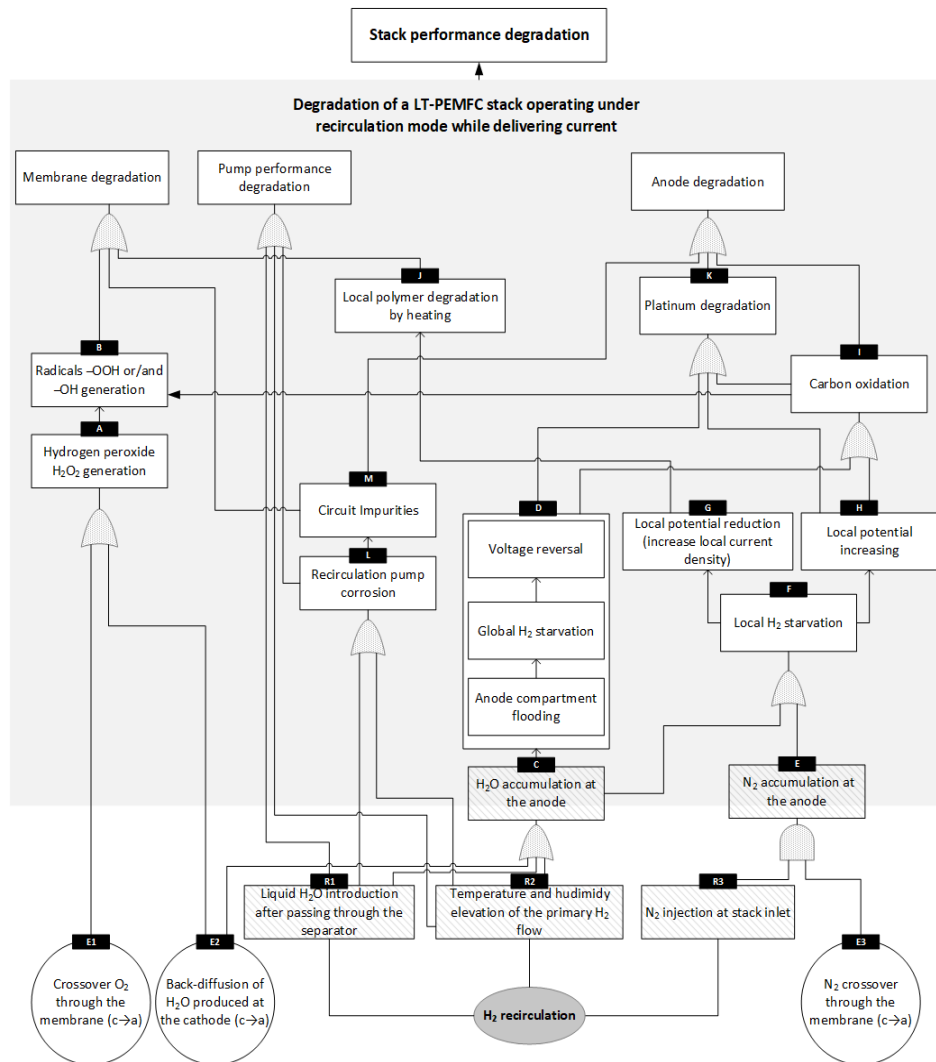 Stack performance degradation
Degradation of a LT-PEMFC stack operating under
recirculation mode while delivering current
Membrane degradation
Pump performance
degradation
Anode degradation
J
Local polymer degradation
by heating
K
Platinum degradation
B
Radicals –OOH or/and
–OH generation
I
Carbon oxidation
A
Hydrogen peroxide
H₂O₂ generation
M
Circuit Impurities
D
Voltage reversal
Global H₂ starvation
Anode compartment
flooding
G
Local potential reduction
(increase local current
density)
H
Local potential
increasing
L
Recirculation pump
corrosion
F
Local H₂ starvation
C
H₂O accumulation at
the anode
E
N₂ accumulation at
the anode
R1
Liquid H₂O introduction
after passing through the
separator
R2
Temperature and hudimidy
elevation of the primary H₂
flow
R3
N₂ injection at stack inlet
E1
Crossover O₂
through the
membrane (c→a)
E2
Back-diffusion of
H₂O produced at
the cathode (c→a)
H₂ recirculation
E3
N₂ crossover
through the
membrane (c→a)